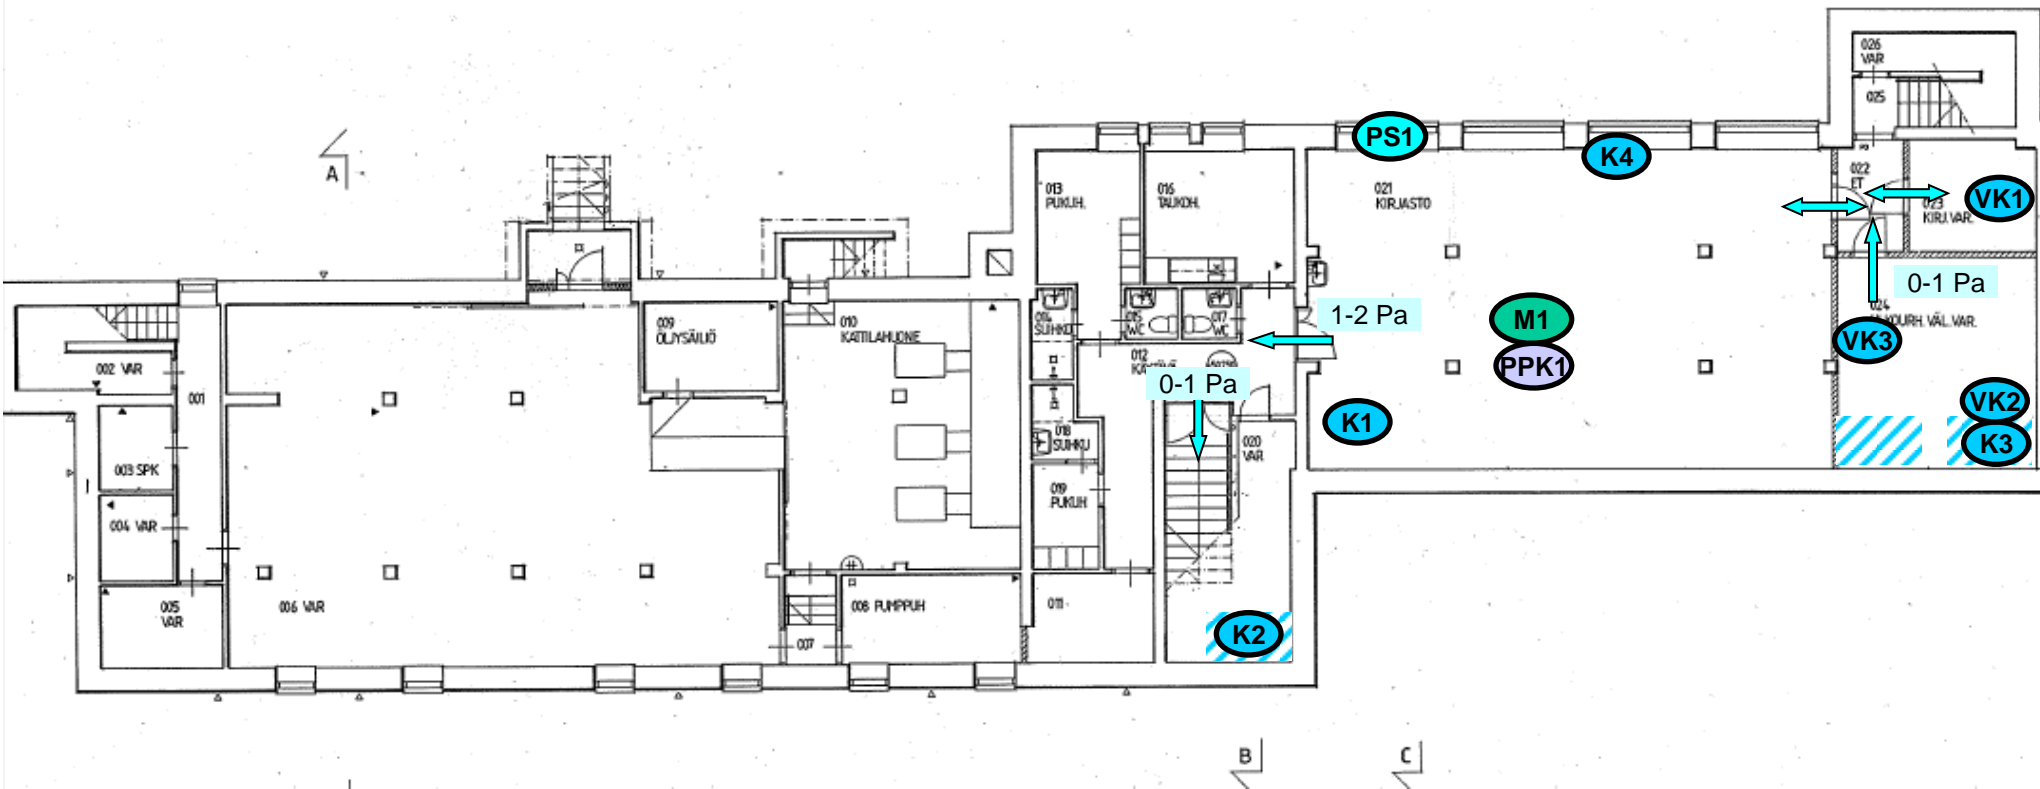 026
VAR
025
PS1
K4
A
013
PUKUH.
016
TAUKOH.
021
KIRJASTO
022
ET
VK1
023
KIRJ.VAR.
0-1 Pa
024
VÄL.VAR.
009
ÖLJYSÄILIÖ
010
KATTILAHUONE
014
SUIHKU
015
WC
017
WC
1-2 Pa
M1
VK3
PPK1
002 VAR
012
0-1 Pa
001
K1
VK2
K3
003 SPK
018
SUIHKU
020
VAR
004 VAR
019
PUKUH
005
VAR
006 VAR
008 PUMPPUH
011
007
K2
B
C